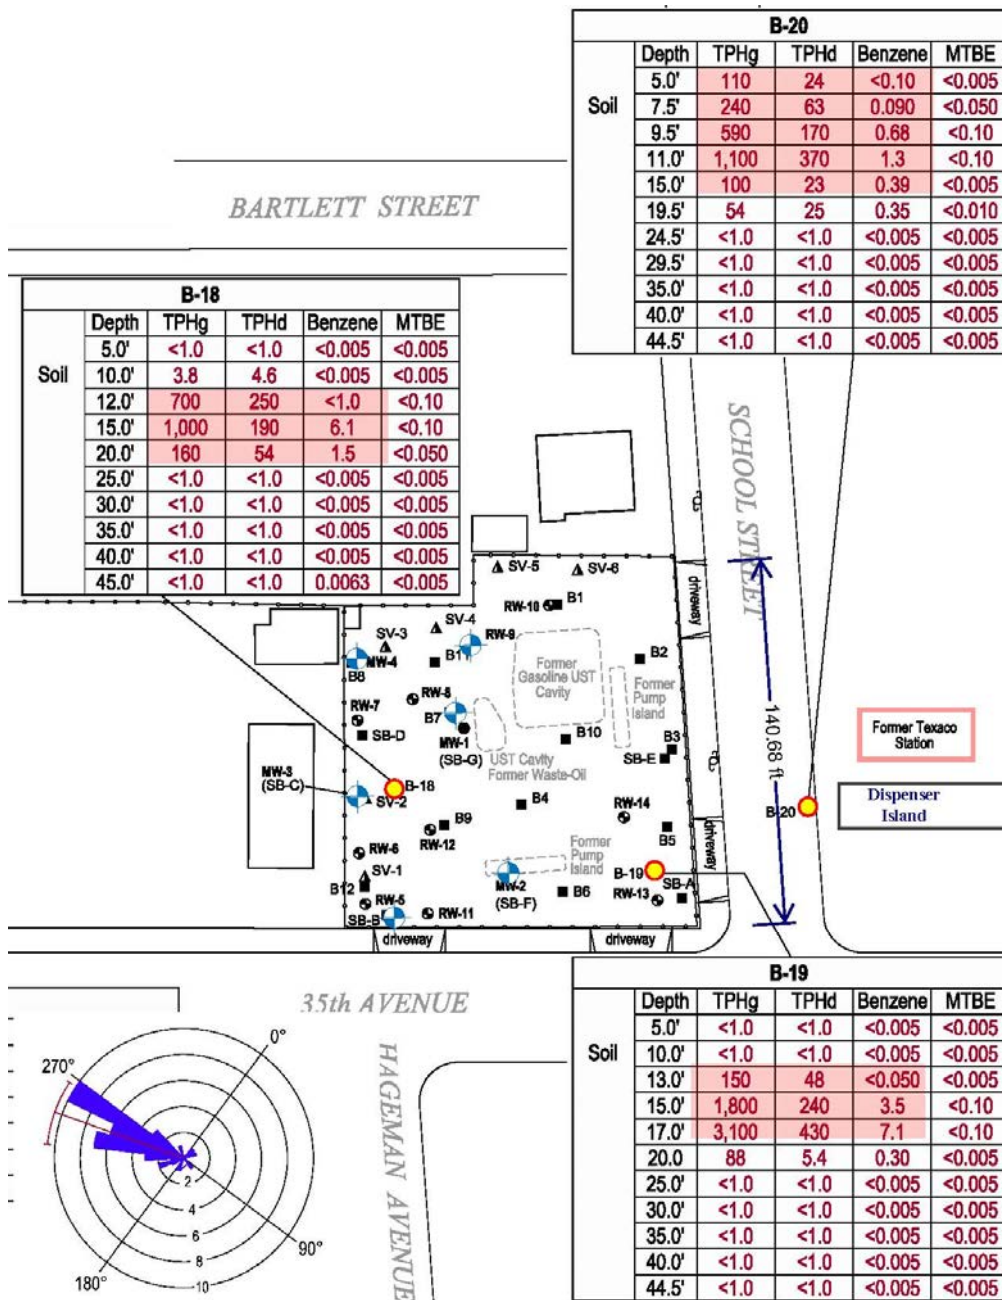 B-20
Depth TPHg TPHd Benzene MTBE
Soil
5.0' 110 24 <0.10 <0.005
7.5' 240 63 0.090 <0.050
9.5' 590 170 0.68 <0.10
11.0' 1,100 370 1.3 <0.10
15.0' 100 23 0.39 <0.005
19.5' 54 25 0.35 <0.010
24.5' <1.0 <1.0 <0.005 <0.005
29.5' <1.0 <1.0 <0.005 <0.005
35.0' <1.0 <1.0 <0.005 <0.005
40.0' <1.0 <1.0 <0.005 <0.005
44.5' <1.0 <1.0 <0.005 <0.005
BARTLETT STREET
B-18
Depth TPHg TPHd Benzene MTBE
Soil
5.0' <1.0 <1.0 <0.005 <0.005
10.0' 3.8 4.6 <0.005 <0.005
12.0' 700 250 <1.0 <0.10
15.0' 1,000 190 6.1 <0.10
20.0' 160 54 1.5 <0.050
25.0' <1.0 <1.0 <0.005 <0.005
30.0' <1.0 <1.0 <0.005 <0.005
35.0' <1.0 <1.0 <0.005 <0.005
40.0' <1.0 <1.0 <0.005 <0.005
45.0' <1.0 <1.0 0.0063 <0.005
SCHOOL STREET
SV-5
SV-6
driveway
RW-10
B1
SV-4
SV-3
RW-9
B11
MW-4
B8
B2
Former
Gasoline UST
Cavity
Former
Pump
Island
RW-8
RW-7
B7
SB-D
MW-1
(SB-G)
B10
B3
SB-E
UST Cavity
Former Waste-Oil
140.68 ft
Former Texaco
Station
MW-3
(SB-C)
B-18
SV-2
B4
RW-14
B-20
Dispenser
Island
B9
RW-12
B5
driveway
RW-6
Former
Pump
Island
SV-1
B12
MW-2
(SB-F)
B6
B-19
SB-A
RW-13
RW-5
SB-B
RW-11
driveway
driveway
35th AVENUE
HAGEMAN AVENUE
0°
270°
90°
180°
2
4
6
8
10
B-19
Depth TPHg TPHd Benzene MTBE
Soil
5.0' <1.0 <1.0 <0.005 <0.005
10.0' <1.0 <1.0 <0.005 <0.005
13.0' 150 48 <0.050 <0.005
15.0' 1,800 240 3.5 <0.10
17.0' 3,100 430 7.1 <0.10
20.0 88 5.4 0.30 <0.005
25.0' <1.0 <1.0 <0.005 <0.005
30.0' <1.0 <1.0 <0.005 <0.005
35.0' <1.0 <1.0 <0.005 <0.005
40.0' <1.0 <1.0 <0.005 <0.005
44.5' <1.0 <1.0 <0.005 <0.005